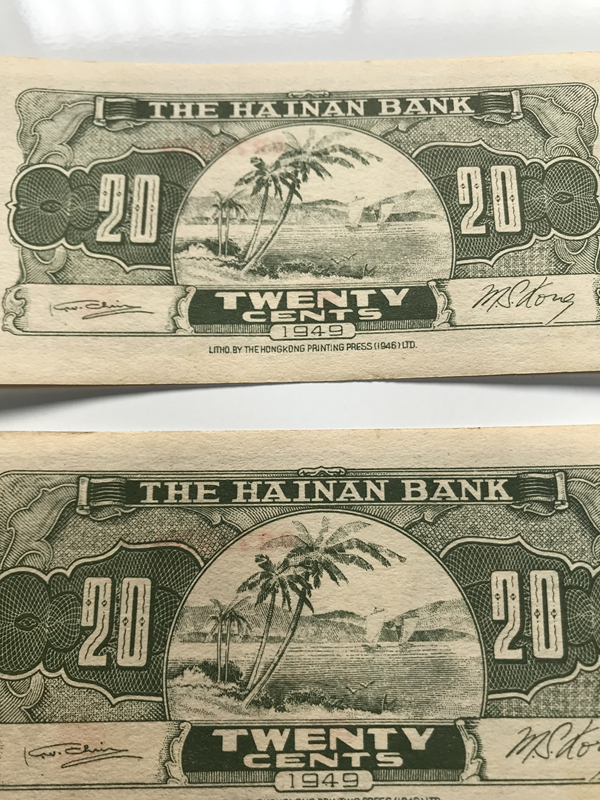 THE HAINAN BANK
20 20
TWENTY
CENTS
1949
LITHO. BY THE HONGKONG PRINTING PRESS (1946) LTD.
THE HAINAN BANK
20 20
TWENTY
CENTS
1949